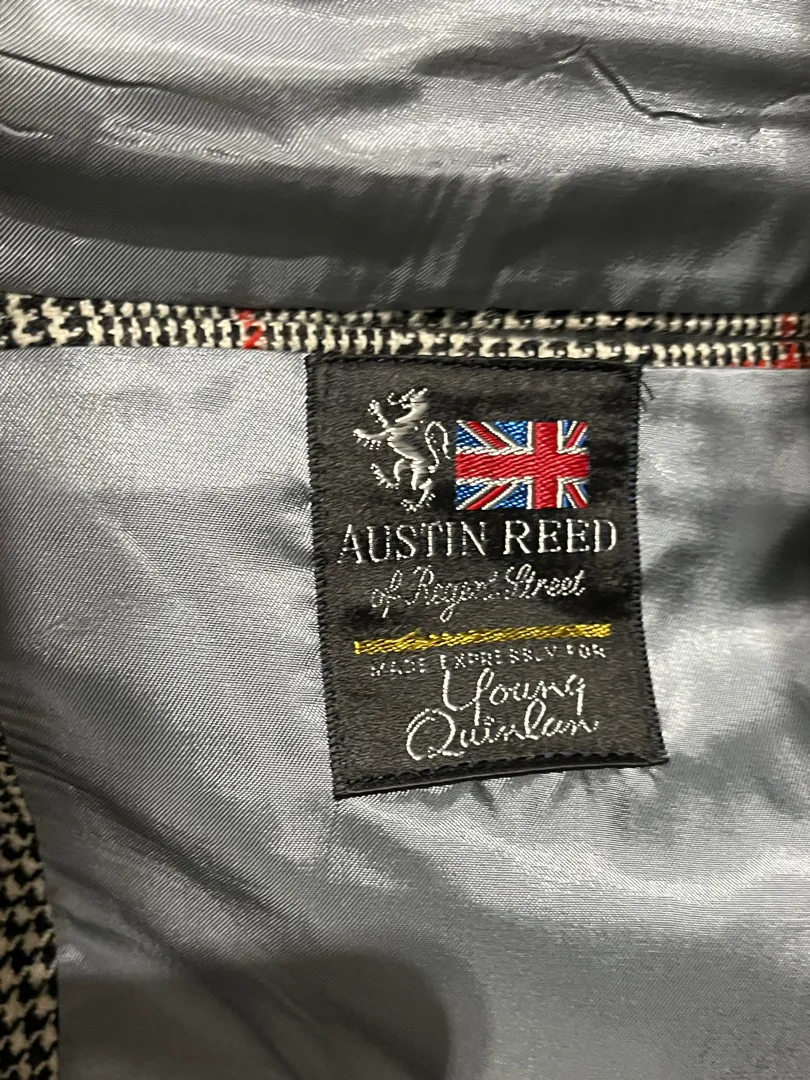 AUSTIN REED
of Regent Street
MADE EXPRESSLY FOR
Young
Quinlan